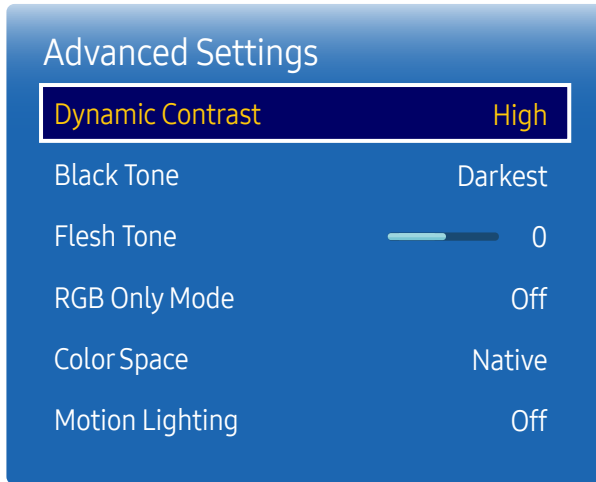 Advanced Settings
Dynamic Contrast High
Black Tone Darkest
Flesh Tone 0
RGB Only Mode Off
Color Space Native
Motion Lighting Off